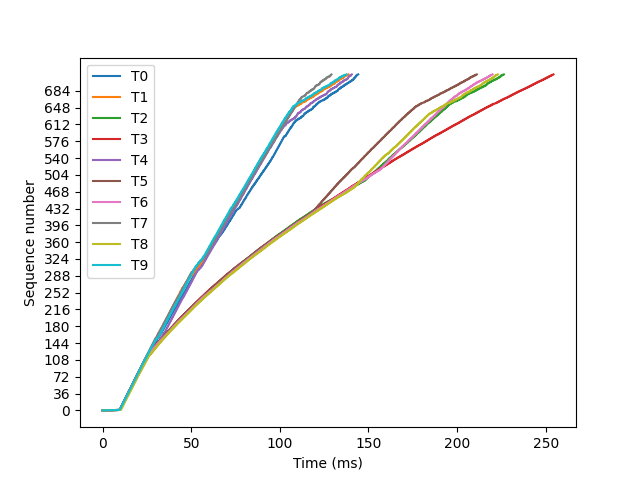 T0
T1
T2
T3
T4
T5
T6
T7
T8
T9
Sequence number
684
648
612
576
540
504
468
432
396
360
324
288
252
216
180
144
108
72
36
0
0 50 100 150 200 250
Time (ms)